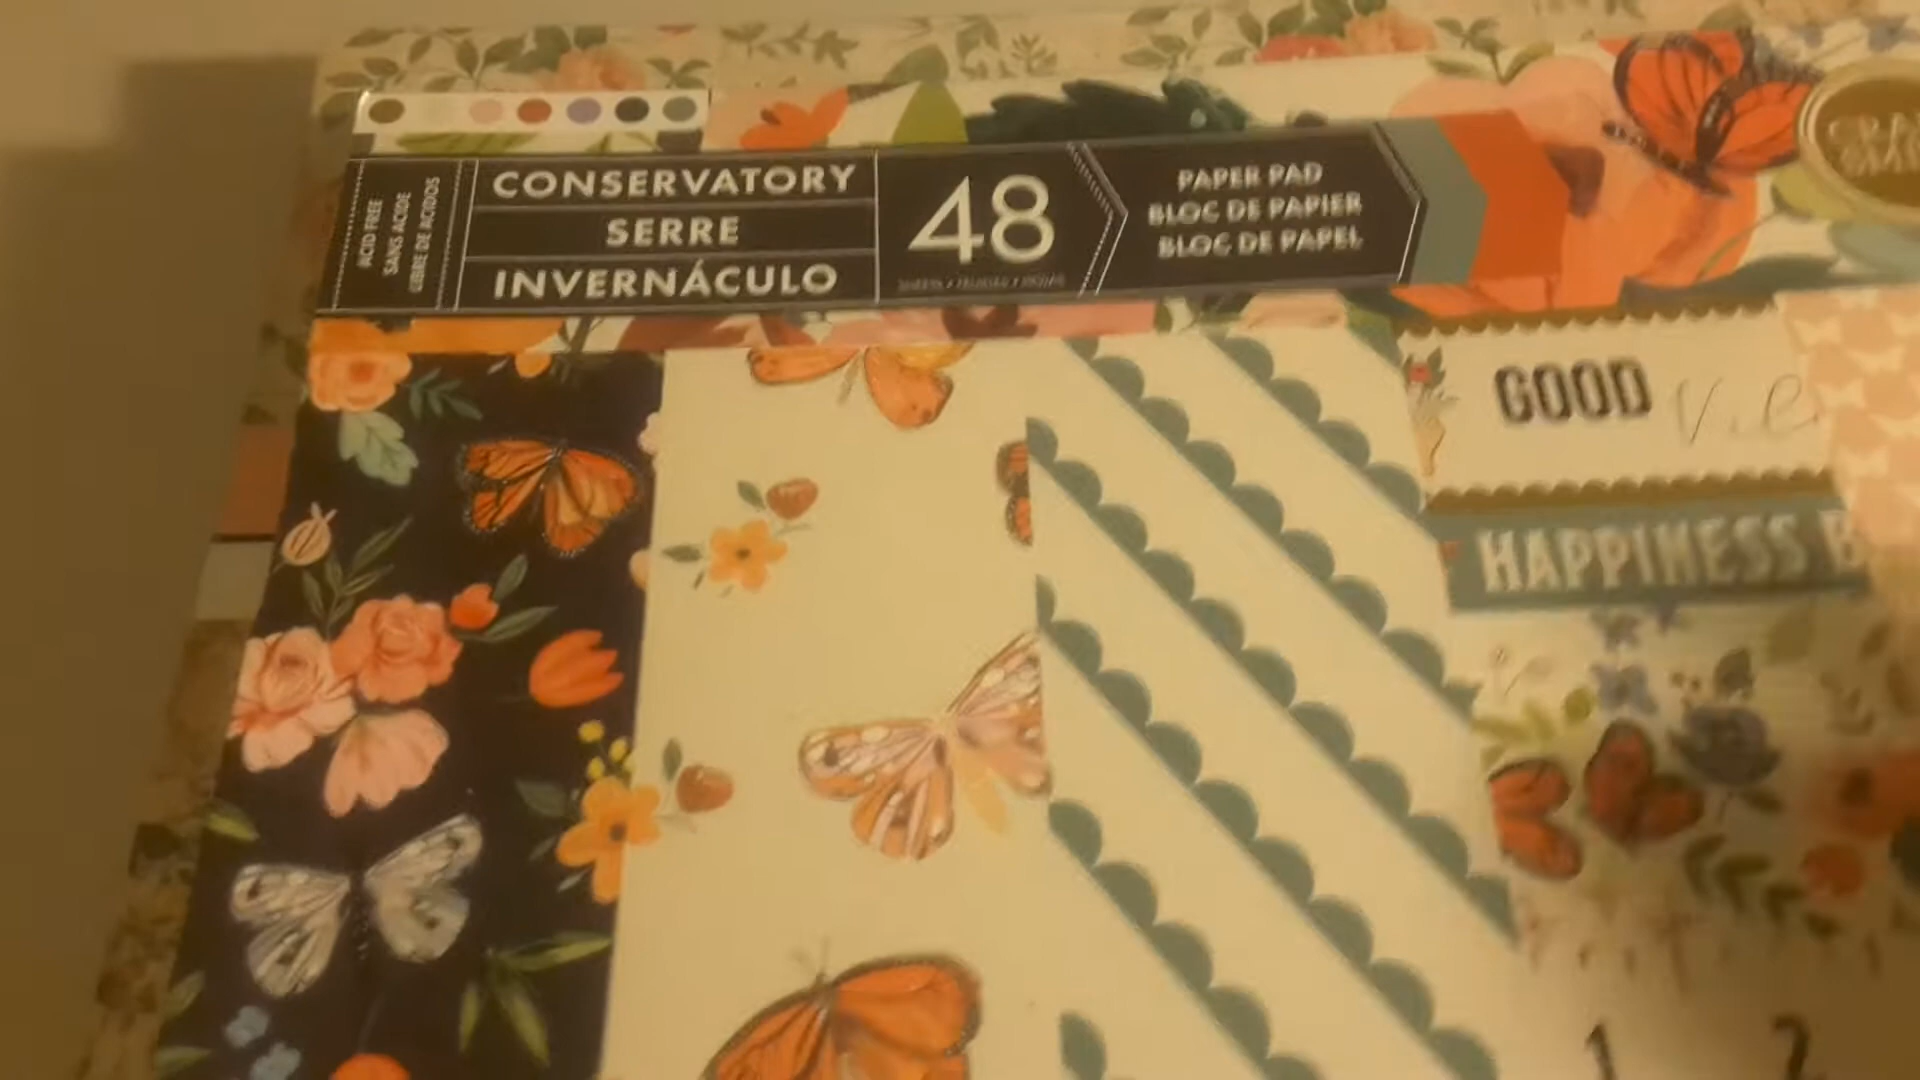 ACID FREE
SANS ACIDE
LIBRE DE ACIDOS
CONSERVATORY
SERRE
INVERNÁCULO
48
PAPER PAD
BLOC DE PAPIER
BLOC DE PAPEL
GOOD
HAPPINESS
1 2